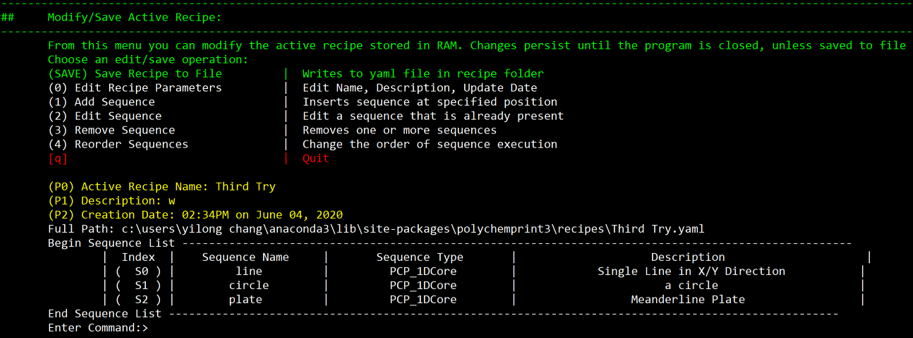 ## Modify/Save Active Recipe:
From this menu you can modify the active recipe stored in RAM. Changes persist until the program is closed, unless saved to file
Choose an edit/save operation:
(SAVE) Save Recipe to File | Writes to yaml file in recipe folder
(0) Edit Recipe Parameters | Edit Name, Description, Update Date
(1) Add Sequence | Inserts sequence at specified position
(2) Edit Sequence | Edit a sequence that is already present
(3) Remove Sequence | Removes one or more sequences
(4) Reorder Sequences | Change the order of sequence execution
[q] | Quit
(P0) Active Recipe Name: Third Try
(P1) Description: w
(P2) Creation Date: 02:34PM on June 04, 2020
Full Path: c:\users\yilong chang\anaconda3\lib\site-packages\polychemprint3\recipes\Third Try.yaml
Begin Sequence List ----------------------------------------------------------------------------------------------------
| Index | Sequence Name | Sequence Type | Description |
| ( S0 ) | line | PCP_1DCore | Single Line in X/Y Direction |
| ( S1 ) | circle | PCP_1DCore | a circle |
| ( S2 ) | plate | PCP_1DCore | Meanderline Plate |
End Sequence List ----------------------------------------------------------------------------------------------------
Enter Command:>